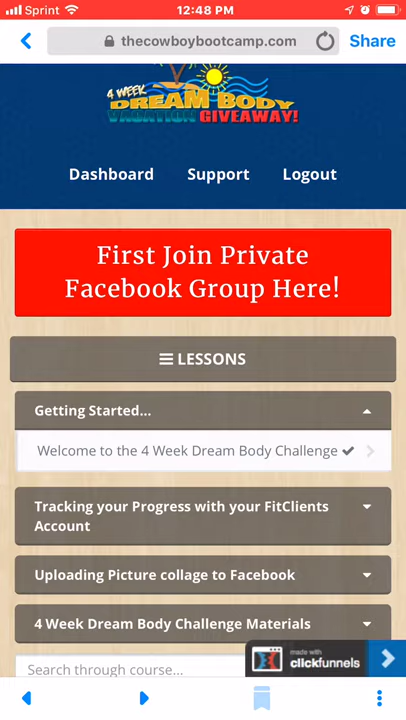 Sprint
12:48 PM
thecowboybootcamp.com
Share
4 WEEK
DREAM BODY
VACATION GIVEAWAY!
Dashboard
Support
Logout
First Join Private
Facebook Group Here!
LESSONS
Getting Started...
Welcome to the 4 Week Dream Body Challenge
Tracking your Progress with your FitClients
Account
Uploading Picture collage to Facebook
4 Week Dream Body Challenge Materials
made with
clickfunnels
Search through course...